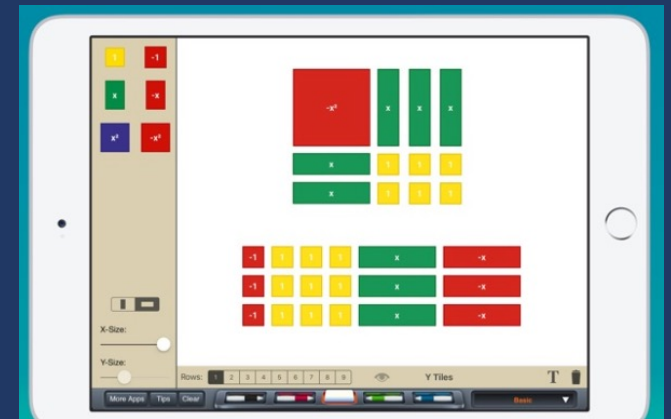 1 -1
x -x
x² -x²
-x² x x x
x 1 1 1
x 1 1 1
-1 1 1 1 x -x
-1 1 1 1 x -x
-1 1 1 1 x -x
X-Size:
Y-Size:
Rows: 1 2 3 4 5 6 7 8 9 Y Tiles T
More Apps Tips Clear Basic